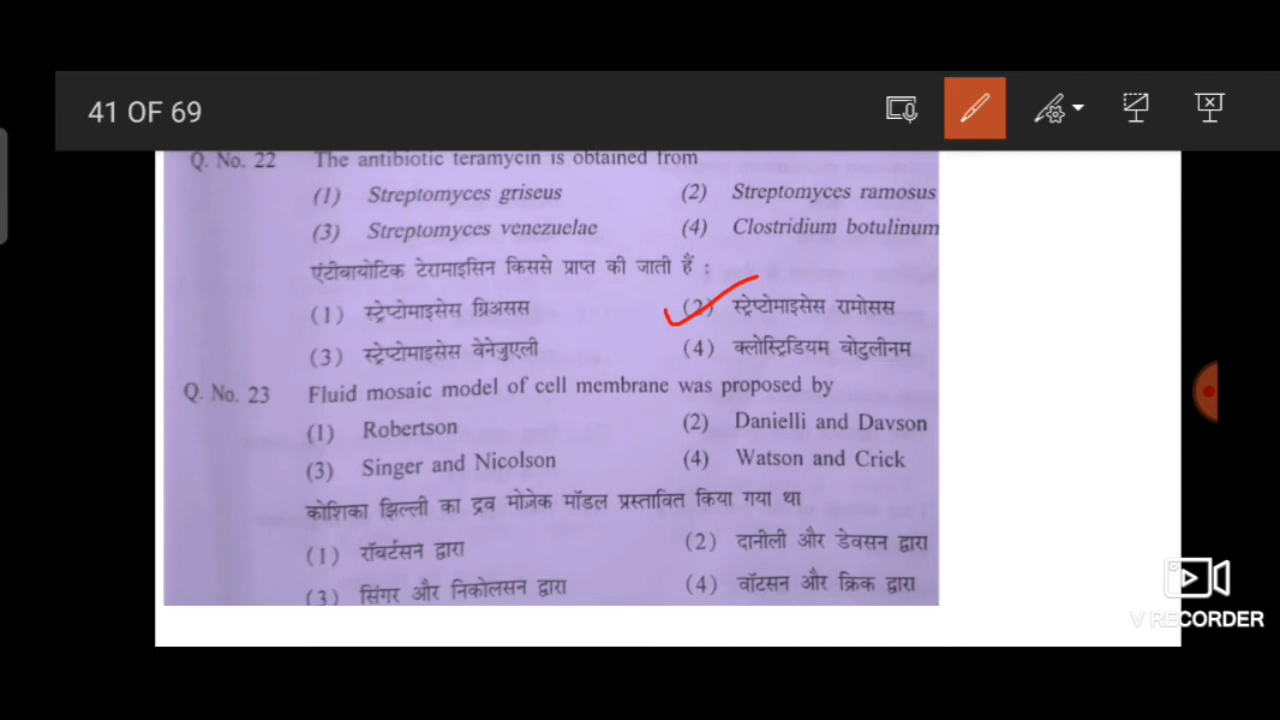 41 OF 69
Q. No. 22 The antibiotic teramycin is obtained from
(1) Streptomyces griseus (2) Streptomyces ramosus
(3) Streptomyces venezuelae (4) Clostridium botulinum
एंटीबायोटिक टेरामाइसिन किससे प्राप्त की जाती हैं :
(1) स्ट्रेप्टोमाइसेस ग्रिअसस (2) स्ट्रेप्टोमाइसेस रामोसस
(3) स्ट्रेप्टोमाइसेस वेनेजुएली (4) क्लोस्ट्रिडियम बोटुलीनम
Q. No. 23 Fluid mosaic model of cell membrane was proposed by
(1) Robertson (2) Danielli and Davson
(3) Singer and Nicolson (4) Watson and Crick
कोशिका झिल्ली का द्रव मोज़ेक मॉडल प्रस्तावित किया गया था
(1) रॉबर्टसन द्वारा (2) दानीली और डेवसन द्वारा
(3) सिंगर और निकोलसन द्वारा (4) वॉटसन और क्रिक द्वारा
V RECORDER